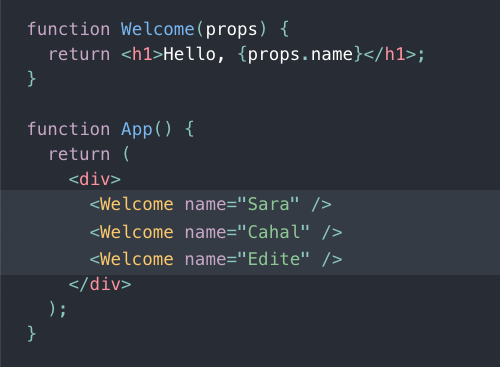 function Welcome(props) {
  return <h1>Hello, {props.name}</h1>;
}

function App() {
  return (
    <div>
      <Welcome name="Sara" />
      <Welcome name="Cahal" />
      <Welcome name="Edite" />
    </div>
  );
}